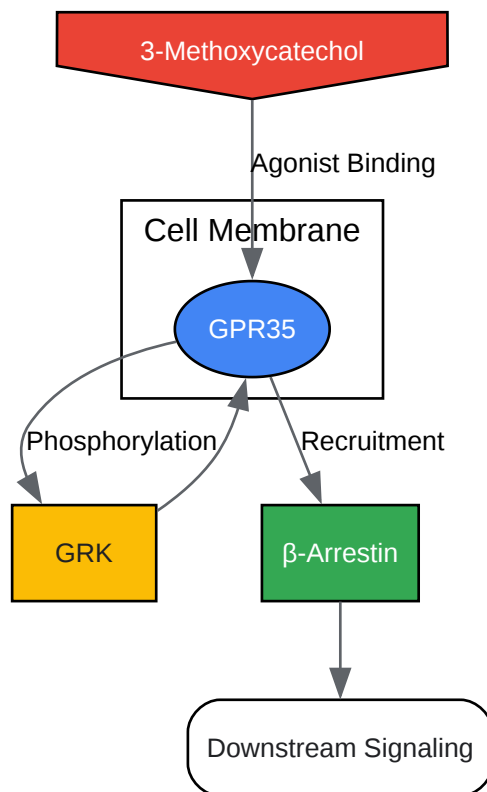 3-Methoxycatechol
Agonist Binding
Cell Membrane
GPR35
Phosphorylation
Recruitment
GRK
β-Arrestin
Downstream Signaling